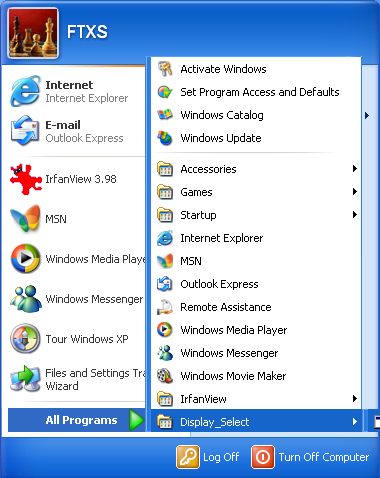 FTXS
Internet
Internet Explorer
E-mail
Outlook Express
IrfanView 3.98
MSN
Windows Media Playe
Windows Messenger
Tour Windows XP
Files and Settings Tra
Wizard
All Programs
Activate Windows
Set Program Access and Defaults
Windows Catalog
Windows Update
Accessories
Games
Startup
Internet Explorer
MSN
Outlook Express
Remote Assistance
Windows Media Player
Windows Messenger
Windows Movie Maker
IrfanView
Display_Select
Log Off
Turn Off Computer